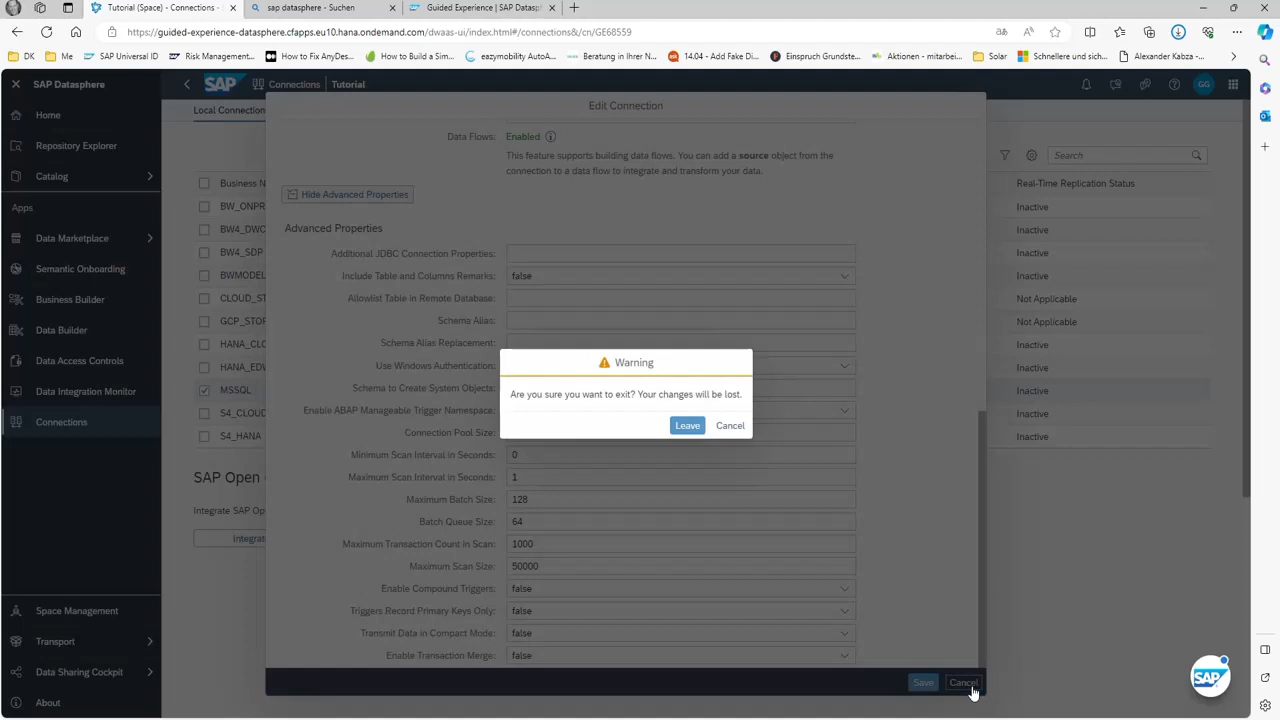 Tutorial (Space) - Connections -
sap datasphere - Suchen
Guided Experience | SAP Datasp
https://guided-experience-datasphere.cfapps.eu10.hana.ondemand.com/dwaas-ui/index.html#/connections&/cn/GE68559
DK
Me
SAP Universal ID
Risk Management...
How to Fix AnyDes...
How to Build a Sim...
eazymobility AutoA...
Beratung in Ihrer N...
14.04 - Add Fake Di...
Einspruch Grundste...
Aktionen - mitarbei...
Solar
Schnellere und sich...
Alexander Kabza -...
SAP Datasphere
SAP
Connections
Tutorial
GG
Home
Repository Explorer
Catalog
Apps
Data Marketplace
Semantic Onboarding
Business Builder
Data Builder
Data Access Controls
Data Integration Monitor
Connections
Space Management
Transport
Data Sharing Cockpit
About
Local Connection
Search
Business N
Real-Time Replication Status
BW_ONPR
Inactive
BW4_DWC
Inactive
BW4_SDP
Inactive
BWMODEL
Inactive
CLOUD_ST
Not Applicable
GCP_STOR
Not Applicable
HANA_CLO
Inactive
HANA_EDW
Inactive
MSSQL
Inactive
S4_CLOUD
Inactive
S4_HANA
Inactive
SAP Open
Integrate SAP Ope
Integrate
Edit Connection
Data Flows: Enabled
This feature supports building data flows. You can add a source object from the
connection to a data flow to integrate and transform your data.
Hide Advanced Properties
Advanced Properties
Additional JDBC Connection Properties:
Include Table and Columns Remarks: false
Allowlist Table in Remote Database:
Schema Alias:
Schema Alias Replacement:
Use Windows Authentication:
Schema to Create System Objects:
Enable ABAP Manageable Trigger Namespace:
Connection Pool Size:
Minimum Scan Interval in Seconds: 0
Maximum Scan Interval in Seconds: 1
Maximum Batch Size: 128
Batch Queue Size: 64
Maximum Transaction Count in Scan: 1000
Maximum Scan Size: 50000
Enable Compound Triggers: false
Triggers Record Primary Keys Only: false
Transmit Data in Compact Mode: false
Enable Transaction Merge: false
Save
Cancel
Warning
Are you sure you want to exit? Your changes will be lost.
Leave
Cancel
SAP